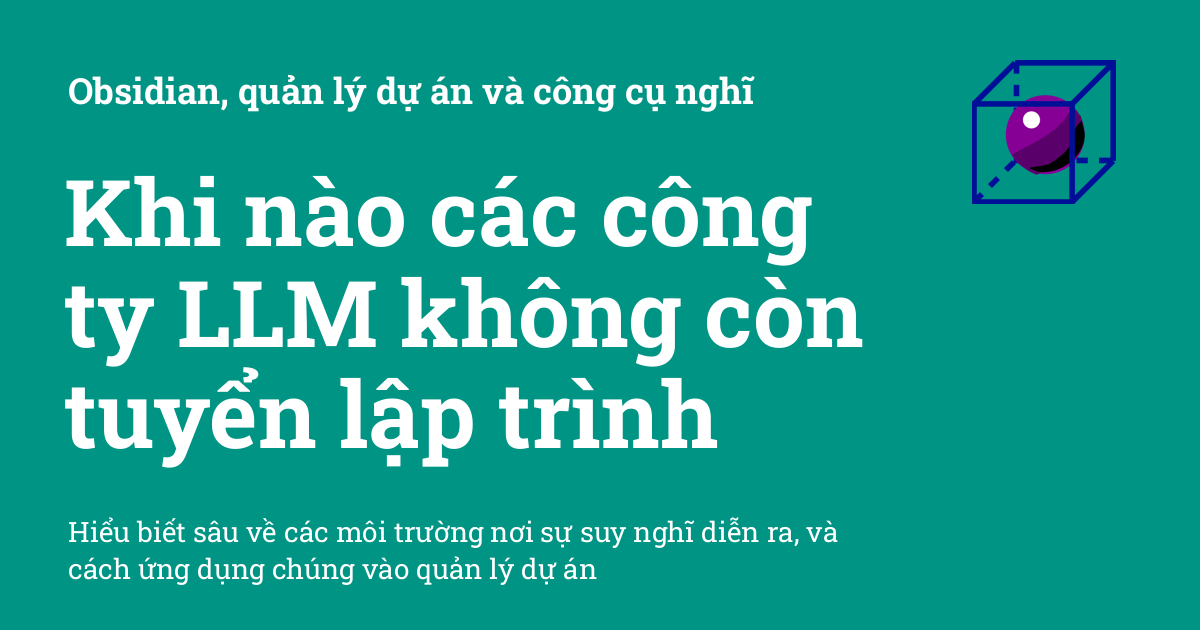 Obsidian, quản lý dự án và công cụ nghĩ
Khi nào các công
ty LLM không còn
tuyển lập trình
Hiểu biết sâu về các môi trường nơi sự suy nghĩ diễn ra, và
cách ứng dụng chúng vào quản lý dự án